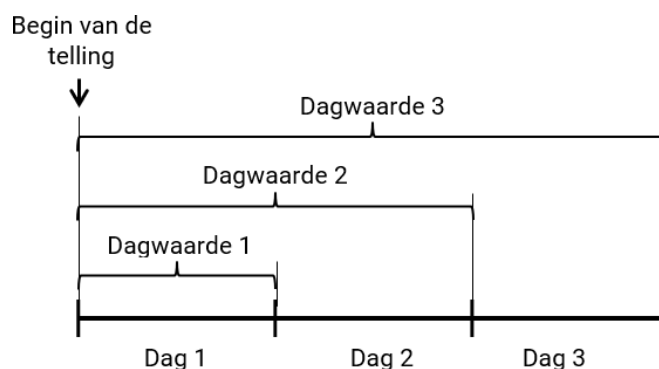 Begin van de
telling
Dagwaarde 3
Dagwaarde 2
Dagwaarde 1
Dag 1
Dag 2
Dag 3